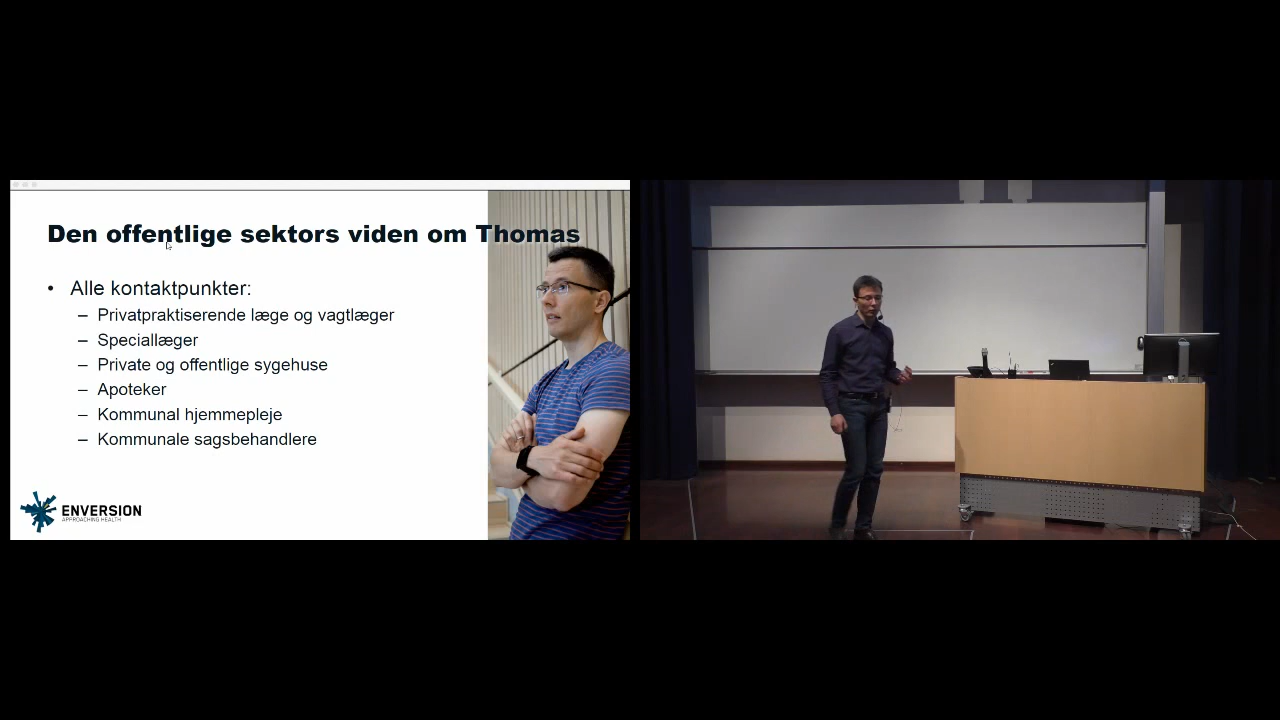 Den offentlige sektors viden om Thomas
• Alle kontaktpunkter:
– Privatpraktiserende læge og vagtlæger
– Speciallæger
– Private og offentlige sygehuse
– Apoteker
– Kommunal hjemmepleje
– Kommunale sagsbehandlere
ENVERSION
APPROACHING HEALTH